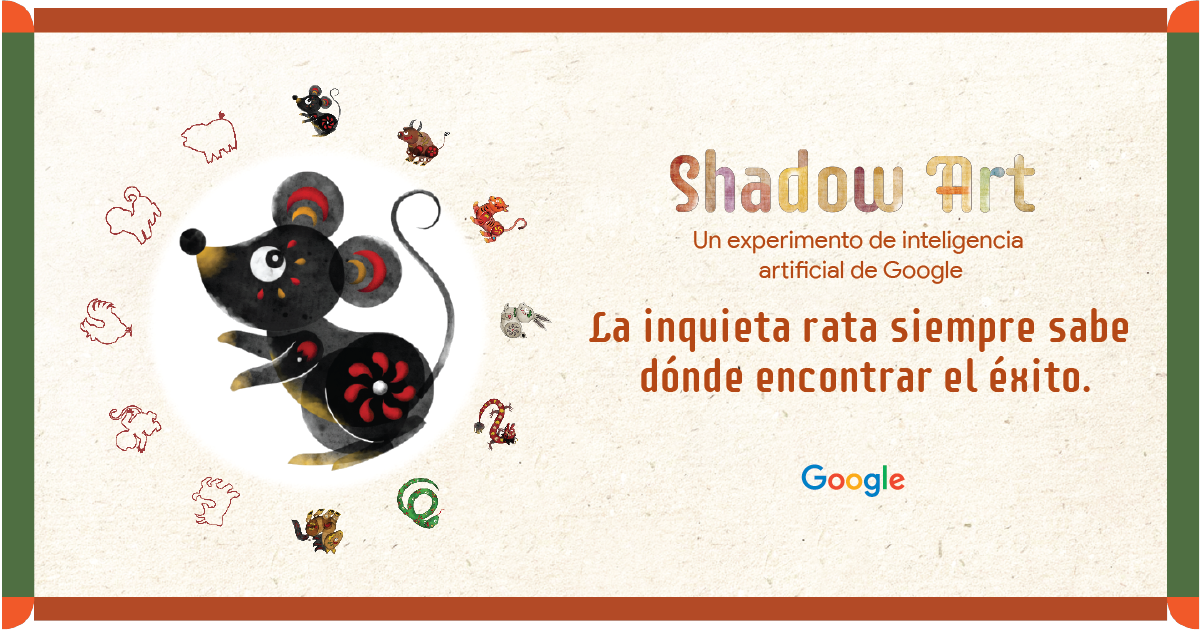 Shadow Art
Un experimento de inteligencia
artificial de Google
La inquieta rata siempre sabe
dónde encontrar el éxito.
Google